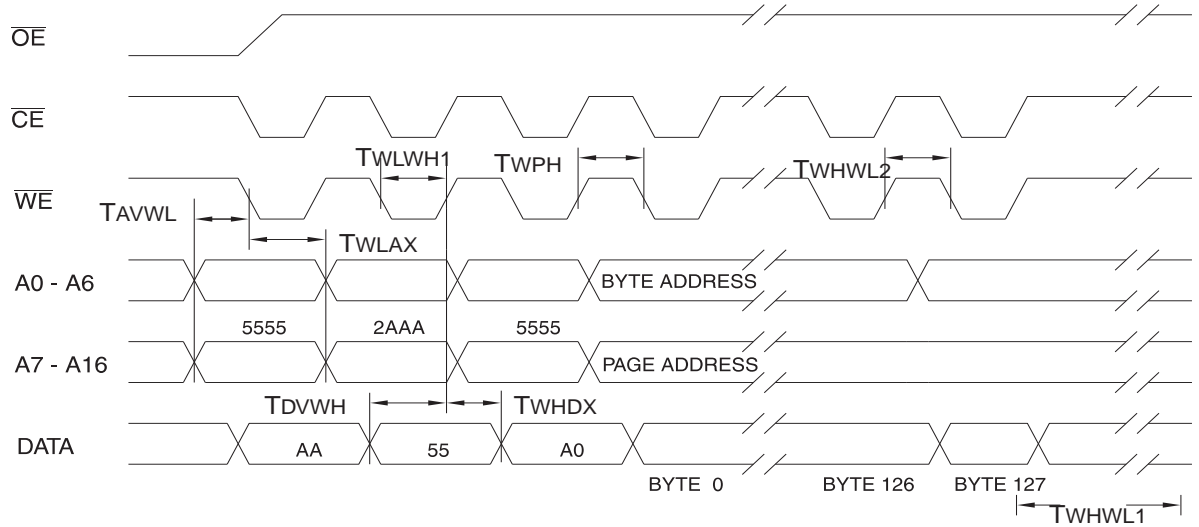 OE
CE
TWLWH1 TWPH TWHWL2
WE
TAVWL
TWLAX
A0 - A6 BYTE ADDRESS
5555 2AAA 5555
A7 - A16 PAGE ADDRESS
TDVWH TWHDX
DATA AA 55 A0
BYTE 0 BYTE 126 BYTE 127
TWHWL1